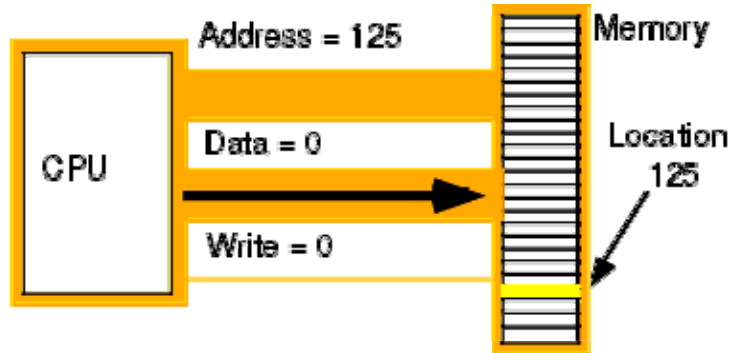 Address = 125
Memory
Data = 0
Location
125
CPU
Write = 0